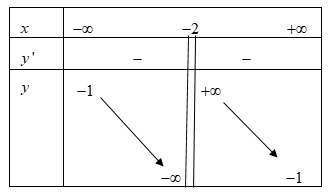 x −∞ −2 +∞
y' − −
y −1 +∞
−∞ −1